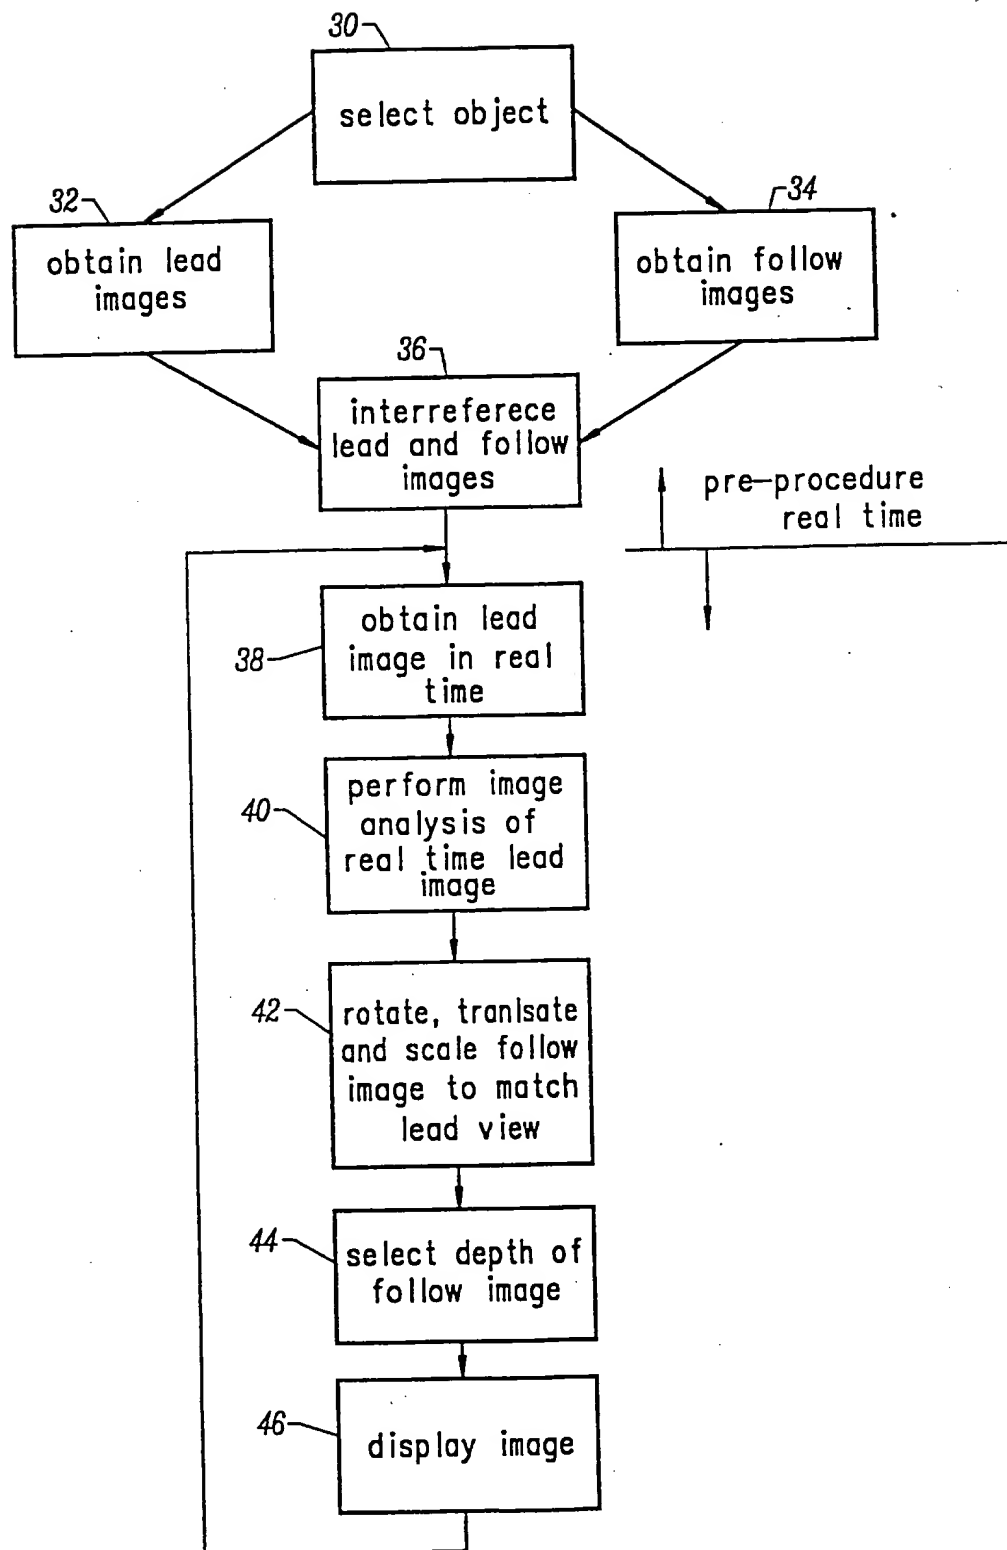 30
select object
32
obtain lead
images
34
obtain follow
images
36
interreferece
lead and follow
images
pre-procedure
real time
38
obtain lead
image in real
time
40
perform image
analysis of
real time lead
image
42
rotate, tranlsate
and scale follow
image to match
lead view
44
select depth of
follow image
46
display image